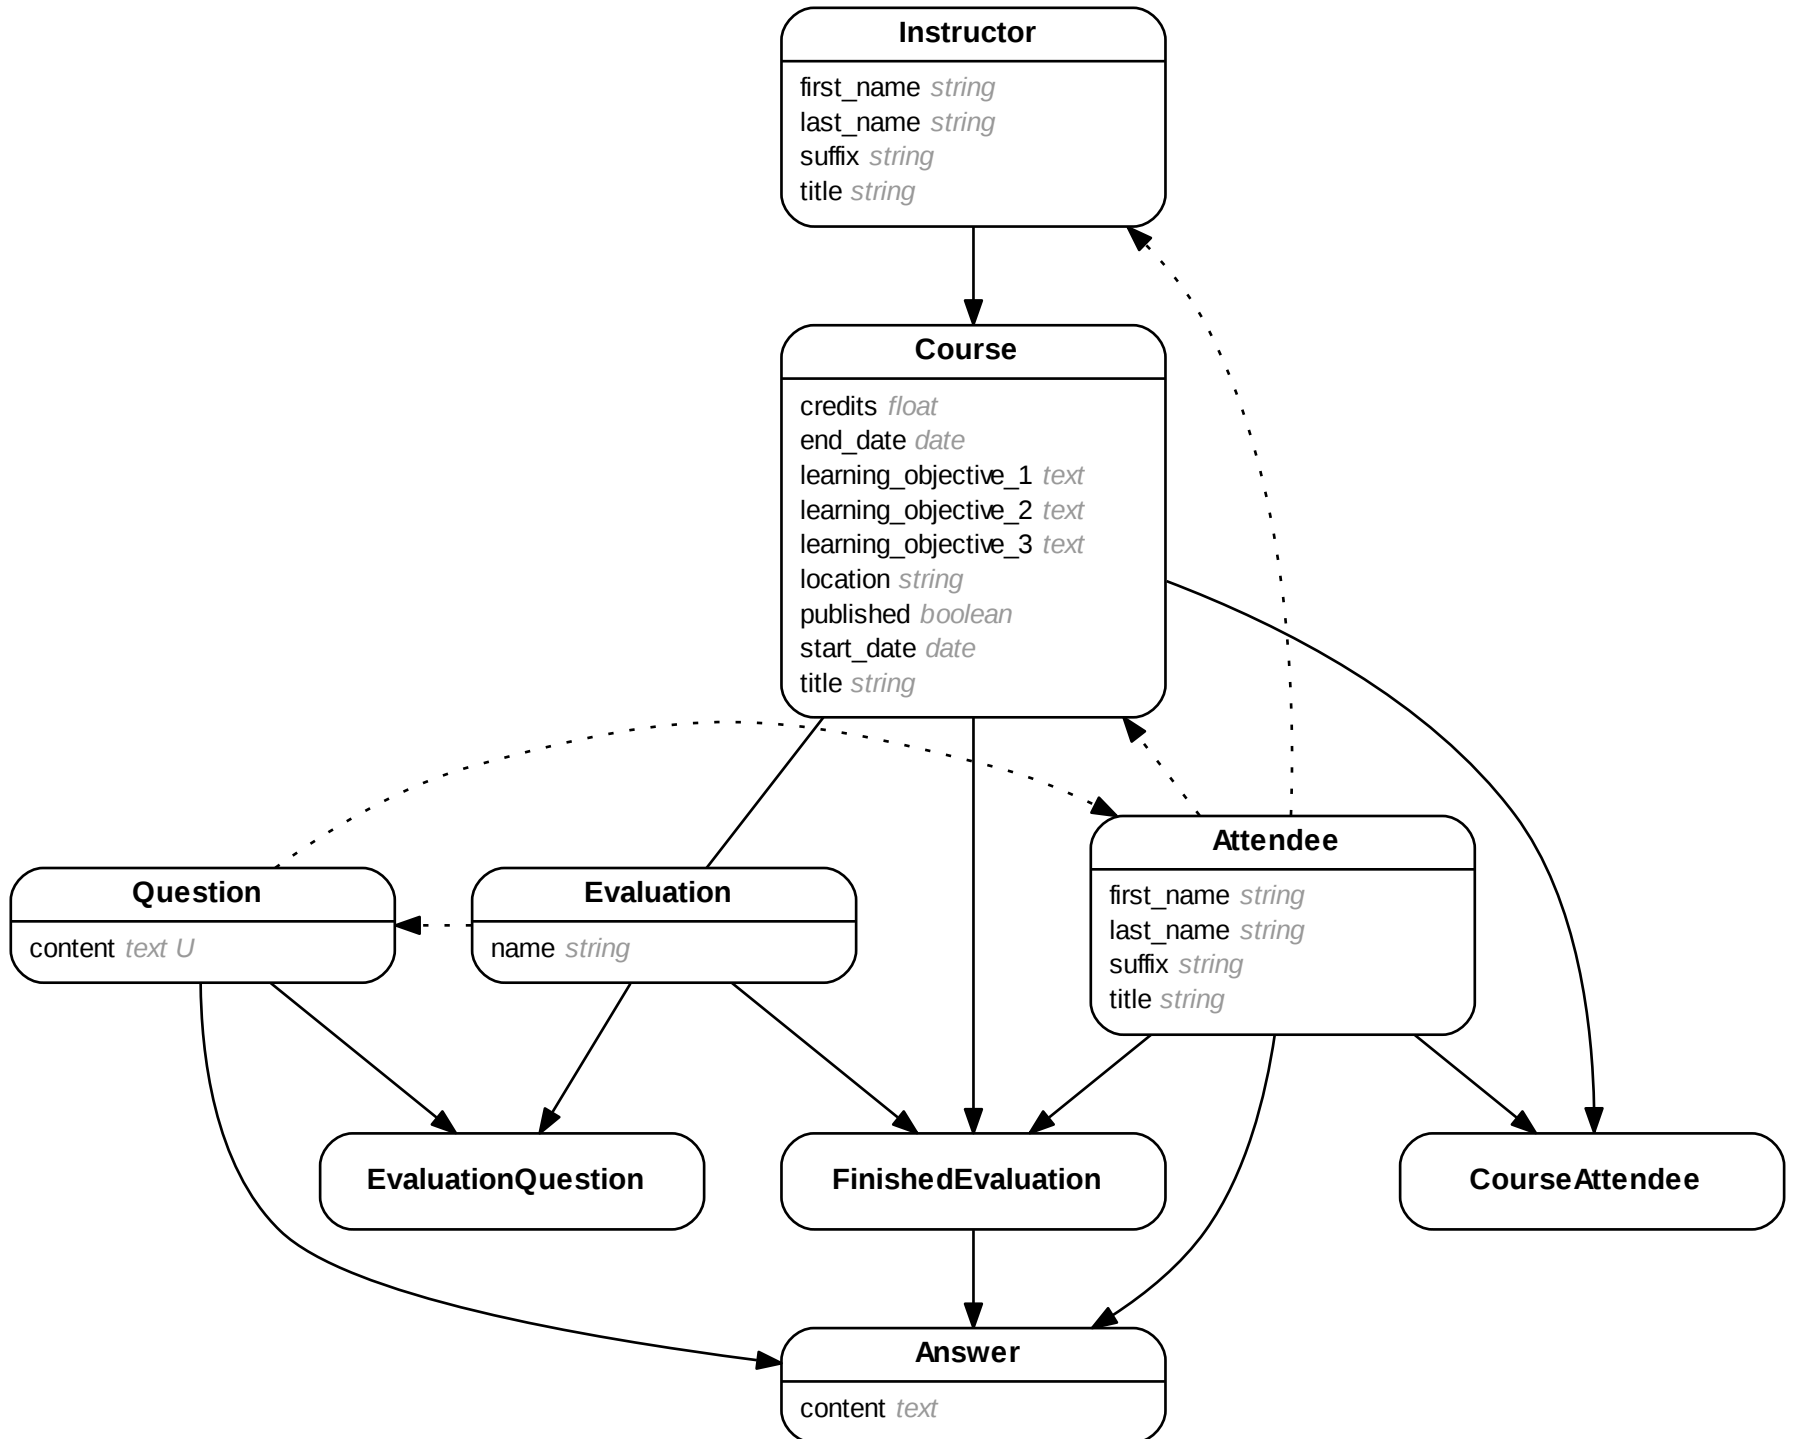 Instructor
first_name string
last_name string
suffix string
title string
Course
credits float
end_date date
learning_objective_1 text
learning_objective_2 text
learning_objective_3 text
location string
published boolean
start_date date
title string
Question
content text U
Evaluation
name string
Attendee
first_name string
last_name string
suffix string
title string
EvaluationQuestion
FinishedEvaluation
CourseAttendee
Answer
content text